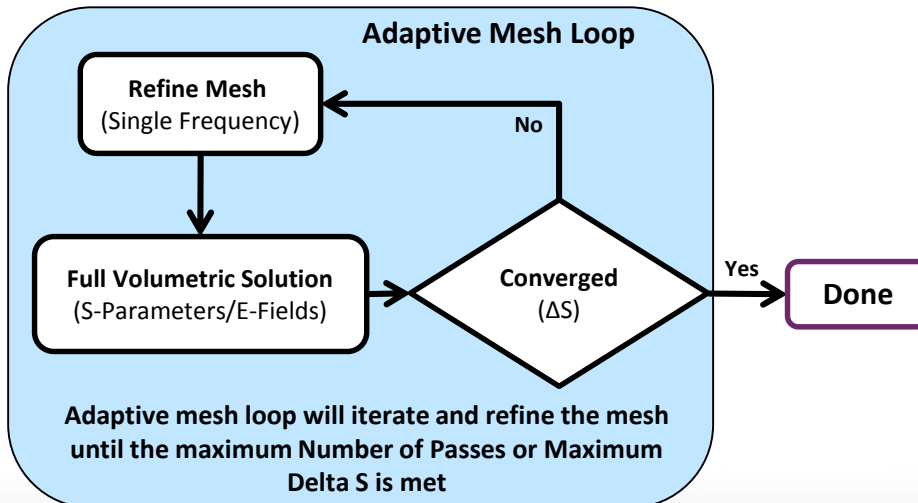 Adaptive Mesh Loop
Refine Mesh
(Single Frequency)
No
Full Volumetric Solution
(S-Parameters/E-Fields)
Converged
(ΔS)
Yes
Done
Adaptive mesh loop will iterate and refine the mesh
until the maximum Number of Passes or Maximum
Delta S is met